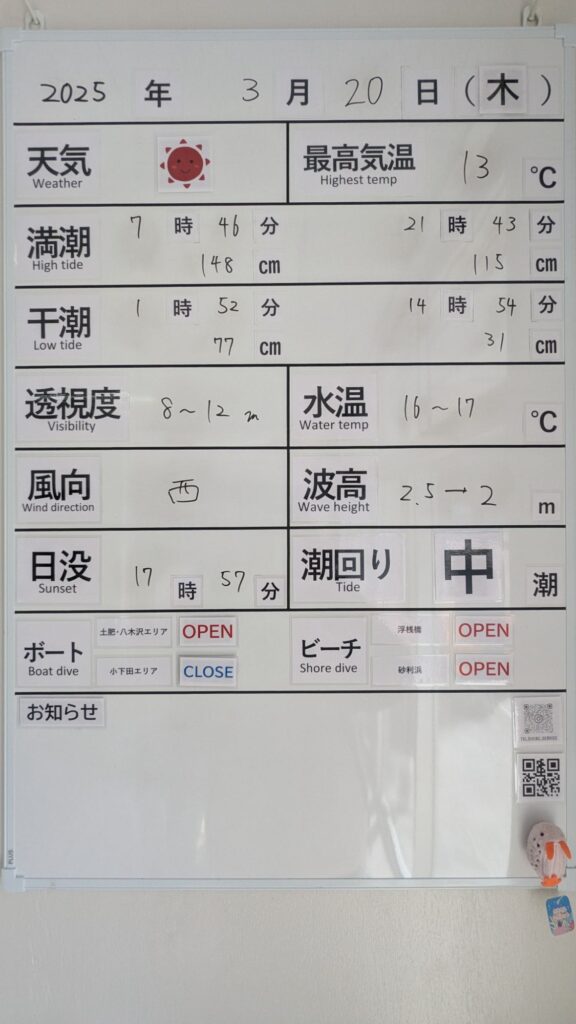 2025 年 3 月 20 日 (木)
天気 最高気温 13 ℃
Weather Highest temp
満潮 7 時 46 分 21 時 43 分
High tide 148 cm 115 cm
干潮 1 時 52 分 14 時 54 分
Low tide 77 cm 31 cm
透視度 8~12 m 水温 16~17 ℃
Visibility Water temp
風向 西 波高 2.5→2 m
Wind direction Wave height
日没 17 時 57 分 潮回り 中 潮
Sunset Tide
ボート 土肥・八木沢エリア OPEN ビーチ 浮桟橋 OPEN
Boat dive 小下田エリア CLOSE Shore dive 砂利浜 OPEN
お知らせ
PLUS